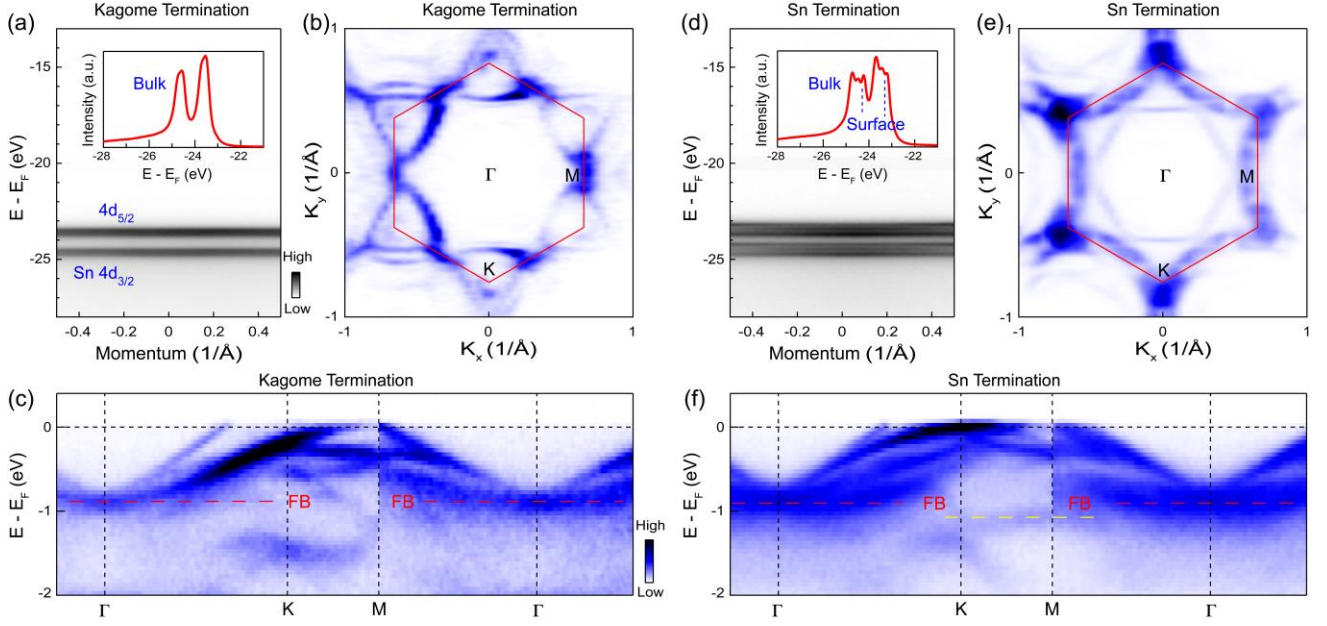 (a) Kagome Termination
Intensity (a.u.)
Bulk
-28 -26 -24 -22
E - E_F (eV)
-15
-20
-25
E - E_F (eV)
4d_5/2
Sn 4d_3/2
High
Low
-0.4 -0.2 0 0.2 0.4
Momentum (1/Å)
(b) Kagome Termination
1
0
-1
K_y (1/Å)
Γ
M
K
-1 0 1
K_x (1/Å)
(d) Sn Termination
Intensity (a.u.)
Bulk
Surface
-28 -26 -24 -22
E - E_F (eV)
-15
-20
-25
E - E_F (eV)
-0.4 -0.2 0 0.2 0.4
Momentum (1/Å)
(e) Sn Termination
1
0
-1
K_y (1/Å)
Γ
M
K
-1 0 1
K_x (1/Å)
(c) Kagome Termination
0
-1
-2
E - E_F (eV)
FB FB
Γ K M Γ
High
Low
(f) Sn Termination
0
-1
-2
E - E_F (eV)
FB FB
Γ K M Γ